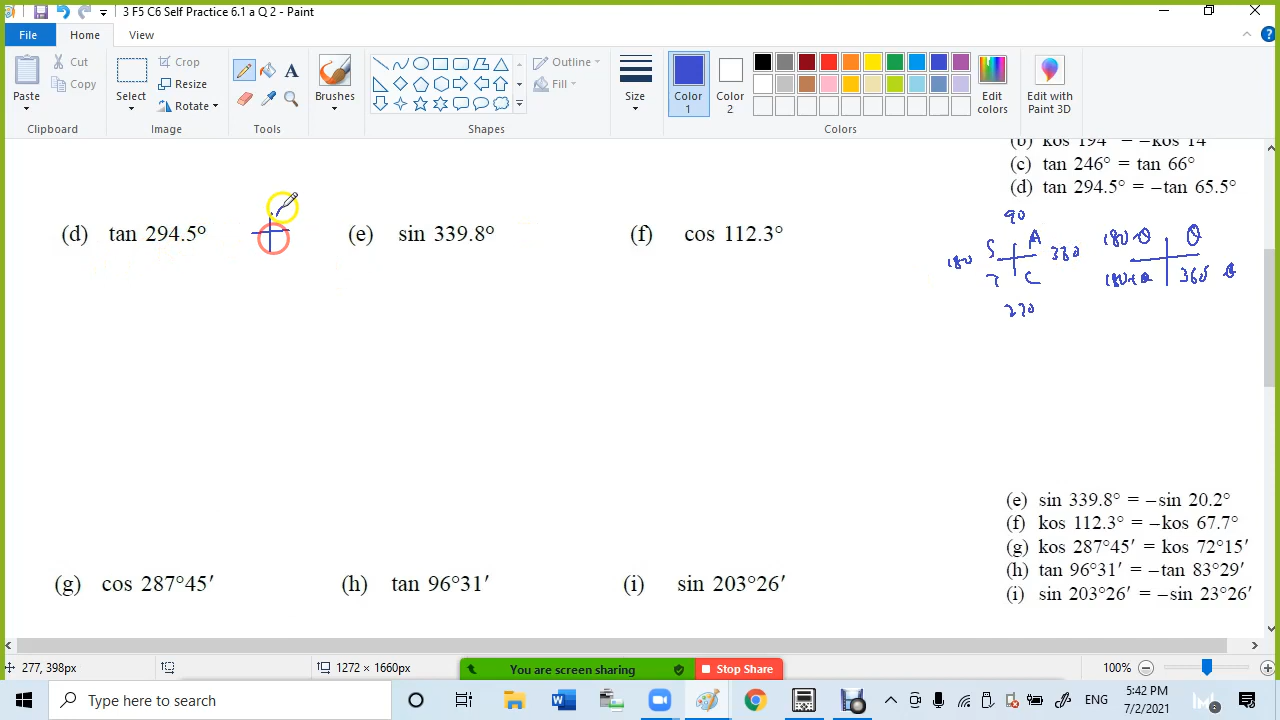 3 F5 C6 Self Practice 6.1 a Q 2 - Paint
File Home View
Paste Cut Copy Clipboard
Select Crop Resize Rotate Image
Tools
Brushes
Outline Fill Shapes
Size
Color 1 Color 2 Edit colors Colors
Edit with Paint 3D
(b) kos 194° = −kos 14°
(c) tan 246° = tan 66°
(d) tan 294.5° = −tan 65.5°
(d) tan 294.5° (e) sin 339.8° (f) cos 112.3°
90
S A
180 360
T C
270
180-θ θ
180+θ 360 θ
(e) sin 339.8° = −sin 20.2°
(f) kos 112.3° = −kos 67.7°
(g) kos 287°45′ = kos 72°15′
(h) tan 96°31′ = −tan 83°29′
(i) sin 203°26′ = −sin 23°26′
(g) cos 287°45′ (h) tan 96°31′ (i) sin 203°26′
277, 398px 1272 × 1660px 100%
You are screen sharing Stop Share
Type here to search ENG 5:42 PM 7/2/2021